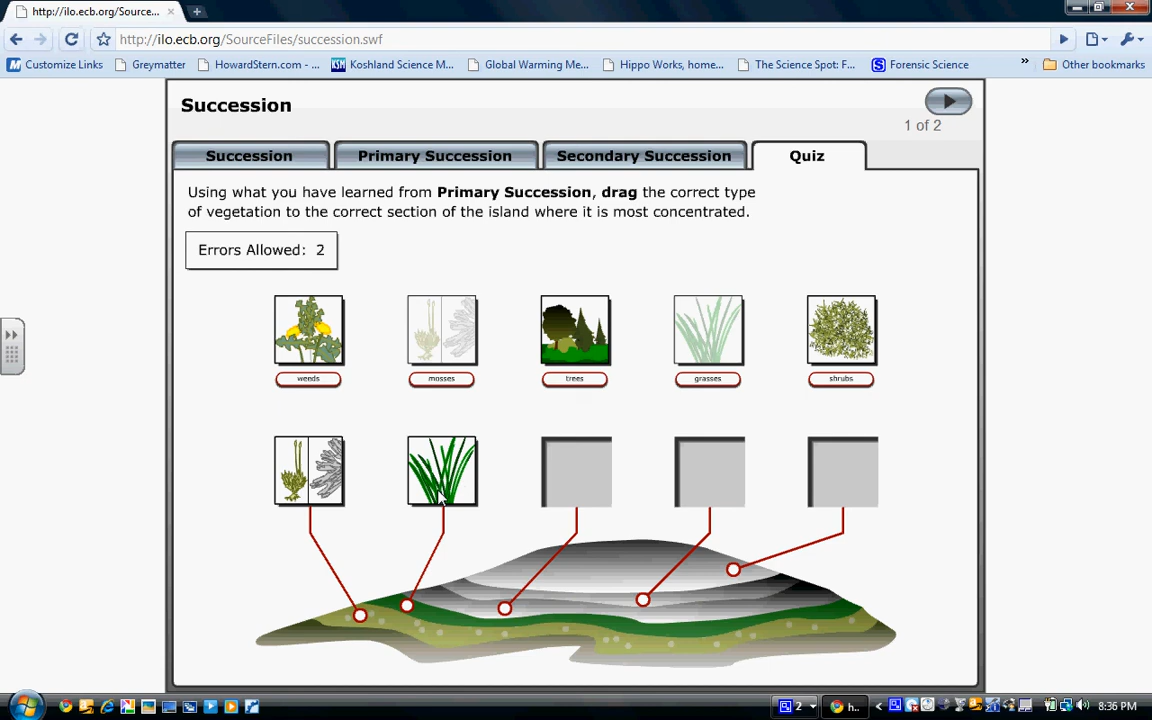 http://ilo.ecb.org/Source...
http://ilo.ecb.org/SourceFiles/succession.swf
Customize Links
Greymatter
HowardStern.com - ...
KSM Koshland Science M...
Global Warming Me...
Hippo Works, home...
The Science Spot: F...
S Forensic Science
»
Other bookmarks
Succession
1 of 2
Succession
Primary Succession
Secondary Succession
Quiz
Using what you have learned from Primary Succession, drag the correct type
of vegetation to the correct section of the island where it is most concentrated.
Errors Allowed: 2
weeds
mosses
trees
grasses
shrubs
2
h..
8:36 PM